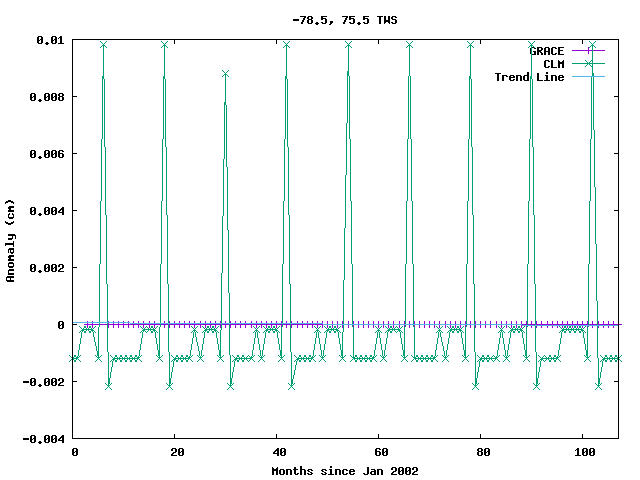 -78.5, 75.5 TWS
0.01
0.008
0.006
0.004
0.002
0
-0.002
-0.004
Anomaly (cm)
GRACE
CLM
Trend Line
0 20 40 60 80 100
Months since Jan 2002